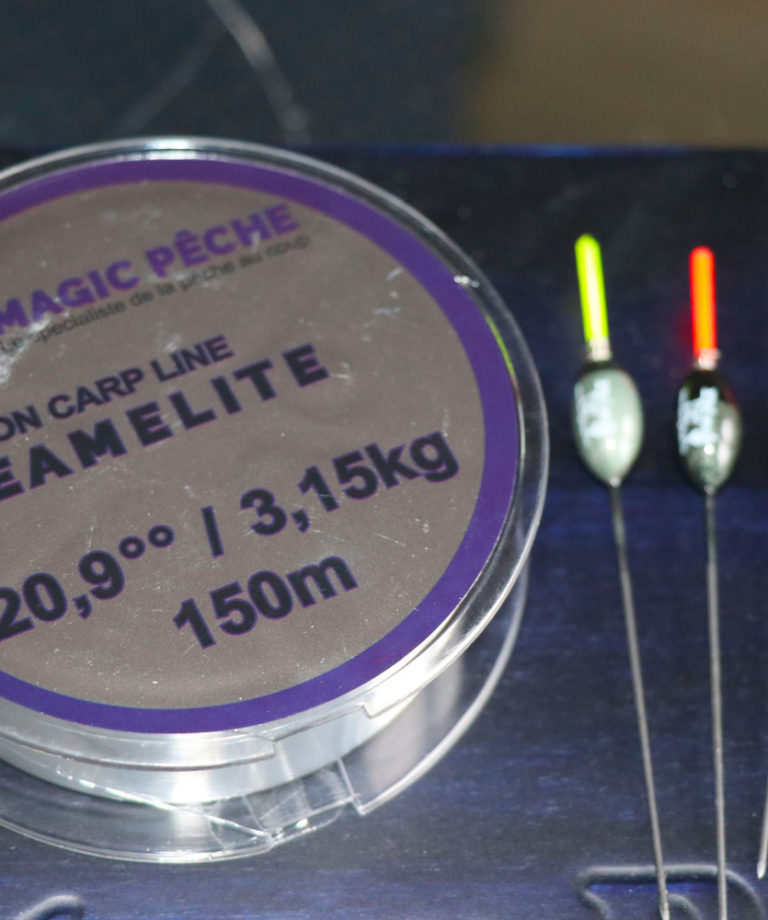 MAGIC PÊCHE
Le spécialiste de la pêche au coup
ON CARP LINE
EAMELITE
20,9°° / 3,15kg
150m